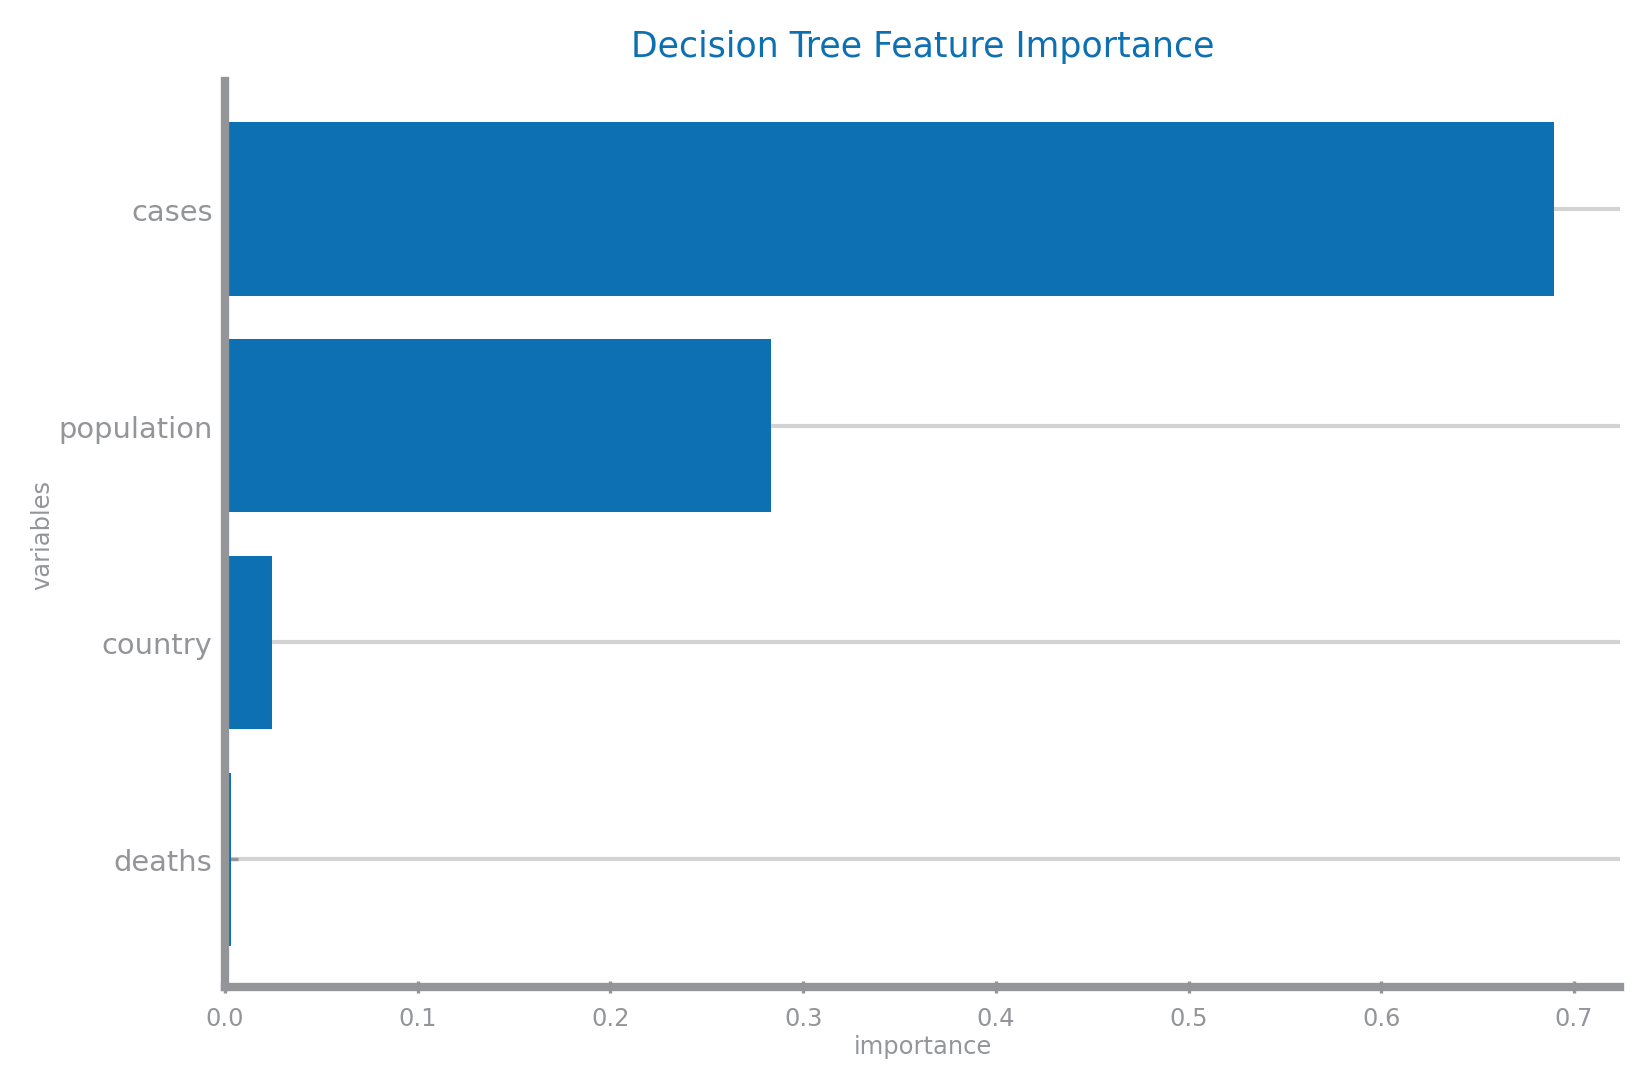 Decision Tree Feature Importance
cases
population
country
deaths
variables
0.0 0.1 0.2 0.3 0.4 0.5 0.6 0.7
importance